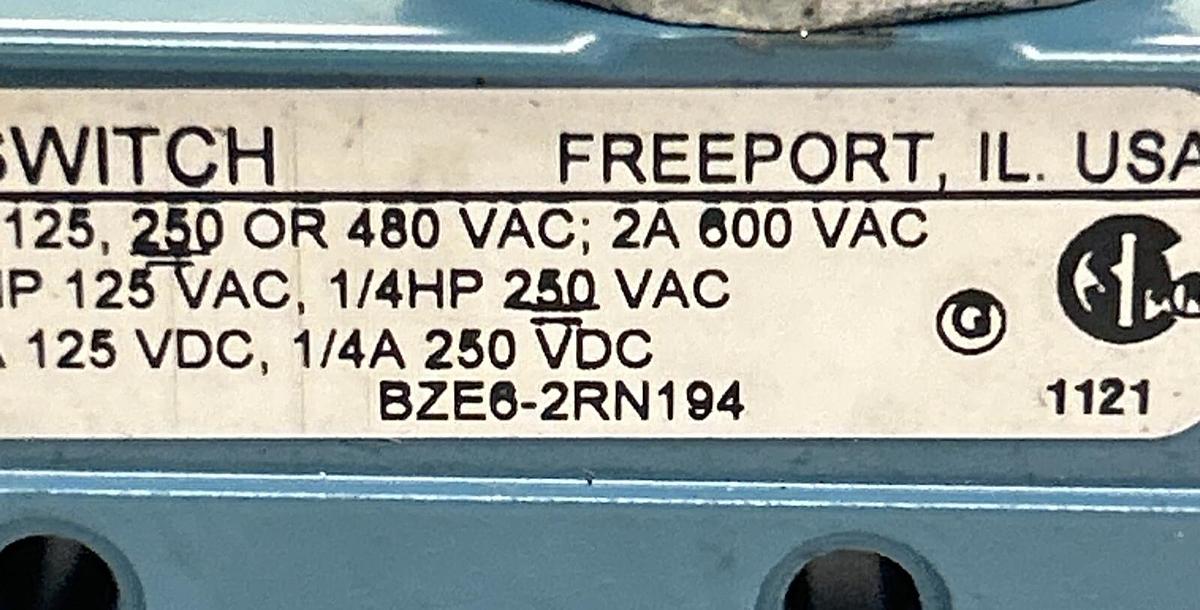 SWITCH FREEPORT, IL. USA
125, 250 OR 480 VAC; 2A 600 VAC
HP 125 VAC, 1/4HP 250 VAC
A 125 VDC, 1/4A 250 VDC
BZE6-2RN194
1121